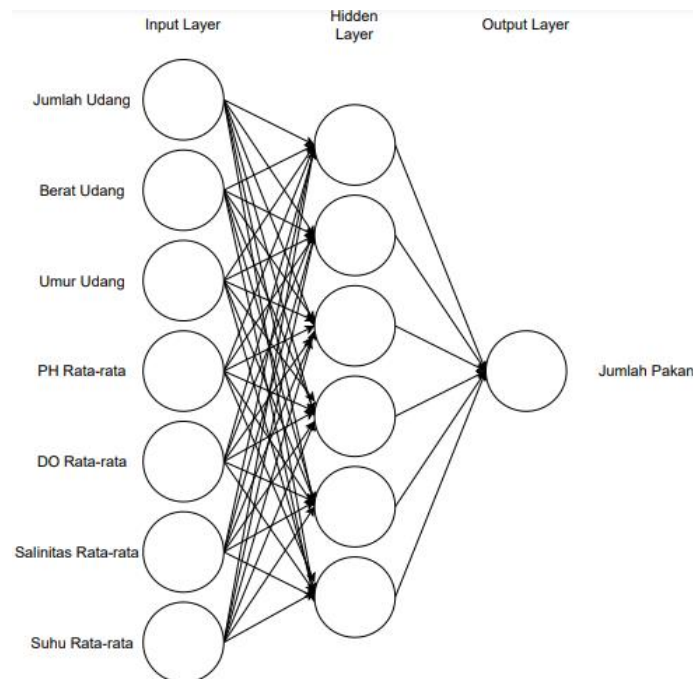 Input Layer
Hidden
Layer
Output Layer
Jumlah Udang
Berat Udang
Umur Udang
PH Rata-rata
Jumlah Pakan
DO Rata-rata
Salinitas Rata-rata
Suhu Rata-rata